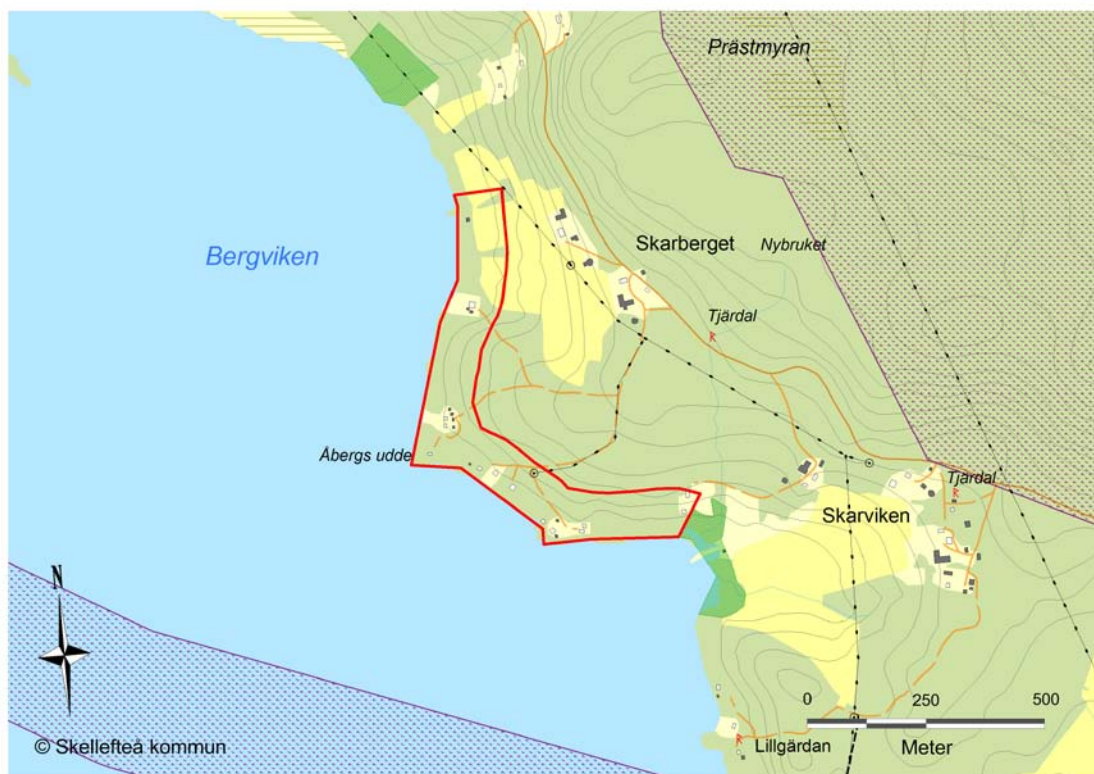 Prästmyran
Bergviken
Skarberget
Nybruket
Tjärdal
Åbergs udde
Tjärdal
Skarviken
N
0 250 500
© Skellefteå kommun
Lillgärdan
Meter